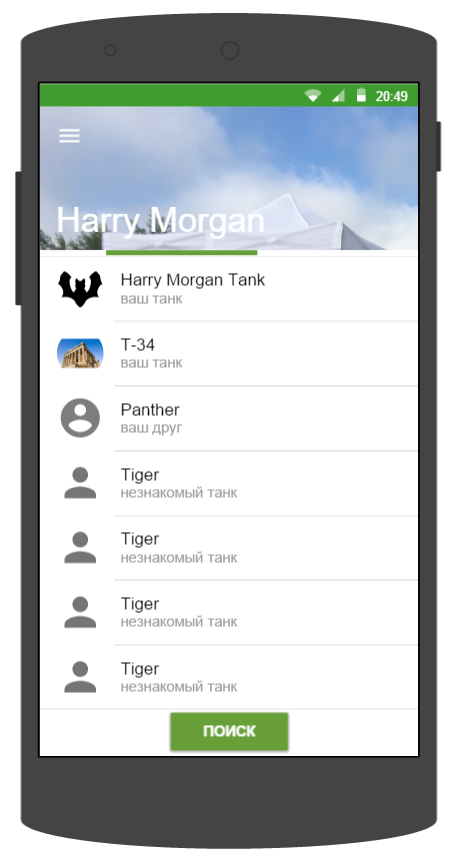 20:49
Harry Morgan
Harry Morgan Tank
ваш танк
T-34
ваш танк
Panther
ваш друг
Tiger
незнакомый танк
Tiger
незнакомый танк
Tiger
незнакомый танк
Tiger
незнакомый танк
ПОИСК